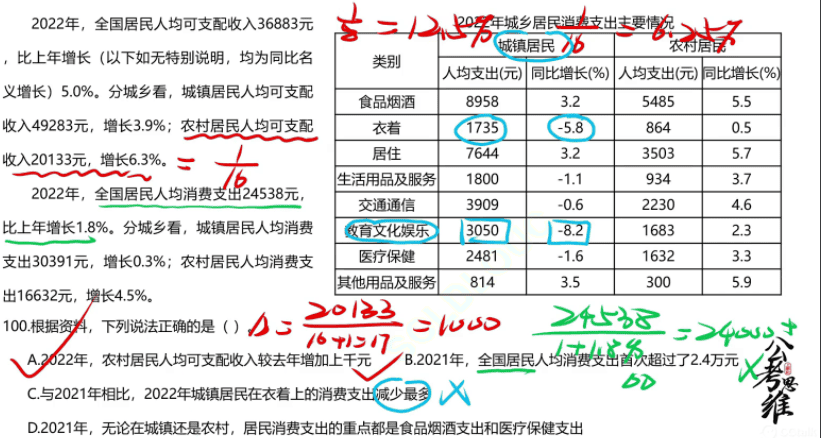 2022年，全国居民人均可支配收入36883元
，比上年增长（以下如无特别说明，均为同比名
义增长）5.0%。分城乡看，城镇居民人均可支配
收入49283元，增长3.9%；农村居民人均可支配
收入20133元，增长6.3%。 = 1/16
2022年，全国居民人均消费支出24538元，
比上年增长1.8%。分城乡看，城镇居民人均消费
支出30391元，增长0.3%；农村居民人均消费支
出16632元，增长4.5%。
1/8 = 12.5% 1/16 = 6.25%
2022年城乡居民消费支出主要情况
类别 城镇居民 农村居民
人均支出(元) 同比增长(%) 人均支出(元) 同比增长(%)
食品烟酒 8958 3.2 5485 5.5
衣着 1735 -5.8 864 0.5
居住 7644 3.2 3503 5.7
生活用品及服务 1800 -1.1 934 3.7
交通通信 3909 -0.6 2230 4.6
教育文化娱乐 3050 -8.2 1683 2.3
医疗保健 2481 -1.6 1632 3.3
其他用品及服务 814 3.5 300 5.9
100.根据资料，下列说法正确的是（ ）。
Δ = 20133/16+1=17 = 1000
24538/1+1.8% = 24000+
A.2022年，农村居民人均可支配收入较去年增加上千元
B.2021年，全国居民人均消费支出首次超过了2.4万元
C.与2021年相比，2022年城镇居民在衣着上的消费支出减少最多
D.2021年，无论在城镇还是农村，居民消费支出的重点都是食品烟酒支出和医疗保健支出
公考思维